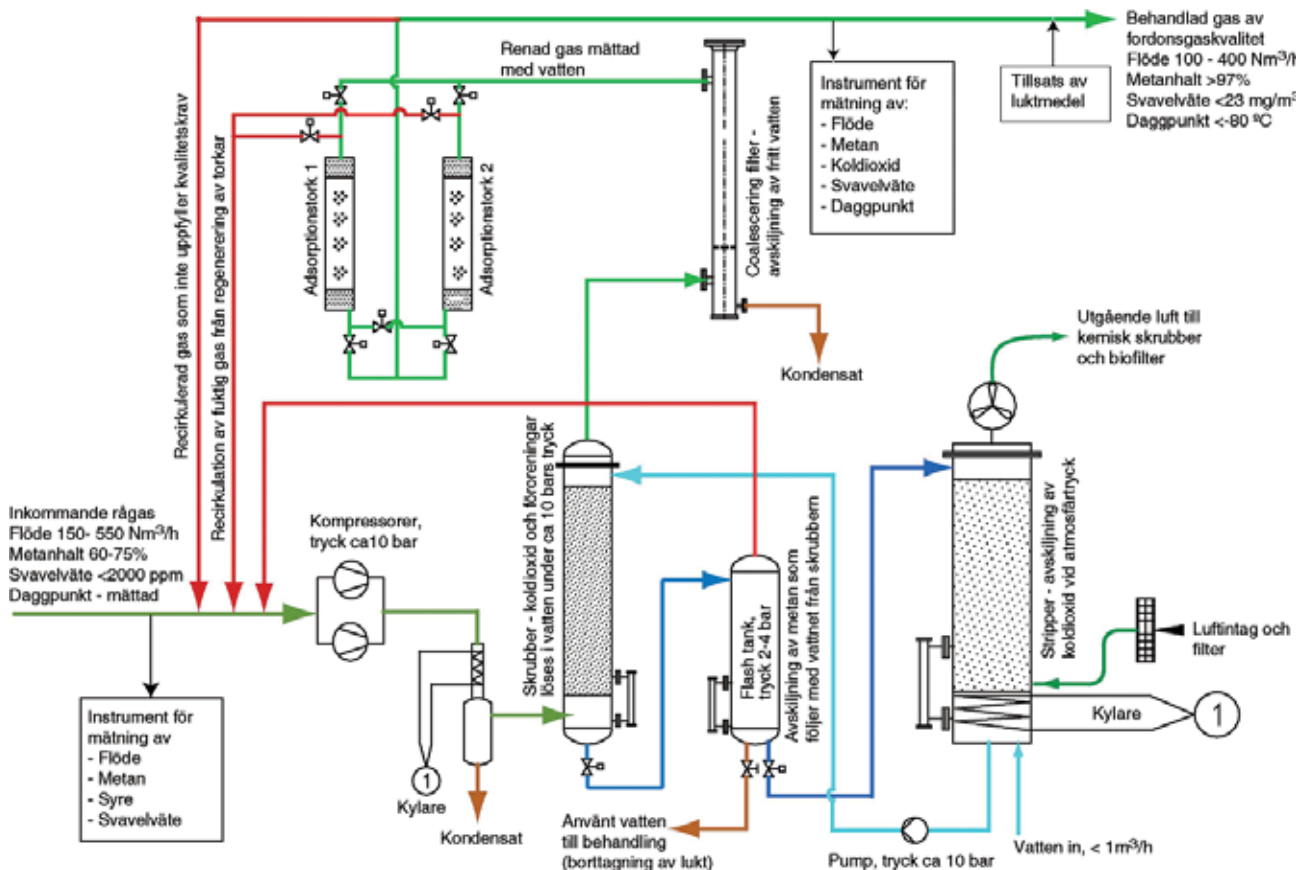 Behandlad gas av
fordonsgaskvalitet
Flöde 100 - 400 Nm³/h
Metanhalt >97%
Svavelväte <23 mg/m³
Daggpunkt <-80 ºC
Tillsats av
luktmedel
Renad gas mättad
med vatten
Instrument för
mätning av:
- Flöde
- Metan
- Koldioxid
- Svavelväte
- Daggpunkt
Coalescering filter -
avskiljning av fritt vatten
Adsorptionstork 1
Adsorptionstork 2
Recirkulerad gas som inte uppfyller kvalitetskrav
Recirkulation av fuktig gas från regenerering av torkar
Kondensat
Utgående luft till
kemisk skrubber
och biofilter
Inkommande rågas
Flöde 150- 550 Nm³/h
Metanhalt 60-75%
Svavelväte <2000 ppm
Daggpunkt - mättad
Kompressorer,
tryck ca10 bar
Skrubber - koldioxid och föroreningar
löses i vatten under ca 10 bars tryck
Flash tank,
tryck 2-4 bar
Avskiljning av metan som
följer med vattnet från skrubbern
Stripper - avskiljning av
koldioxid vid atmosfärtryck
Luftintag och
filter
Kylare
1
Instrument för
mätning av
- Flöde
- Metan
- Syre
- Svavelväte
1
Kylare
Kondensat
Använt vatten
till behandling
(borttagning av lukt)
Pump, tryck ca 10 bar
Vatten in, < 1m³/h